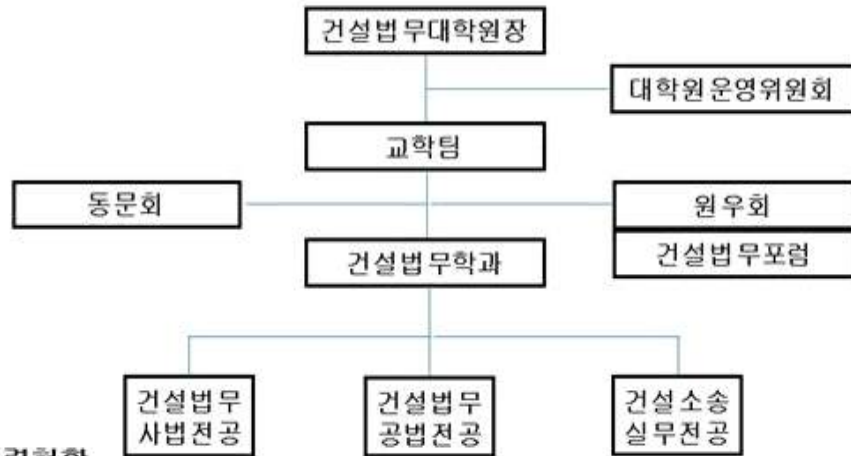 건설법무대학원장
대학원운영위원회
교학팀
동문회
원우회
건설법무학과
건설법무포럼
건설법무
사법전공
건설법무
공법전공
건설소송
실무전공